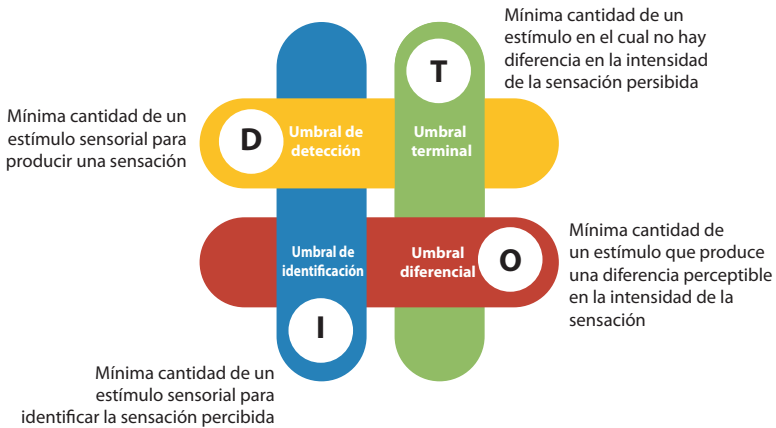 Mínima cantidad de un
estímulo en el cual no hay
diferencia en la intensidad
de la sensación persibida
T
Mínima cantidad de un
estímulo sensorial para
producir una sensación
D
Umbral de
detección
Umbral
terminal
Umbral de
identificación
Umbral
diferencial
O
Mínima cantidad de
un estímulo que produce
una diferencia perceptible
en la intensidad de la
sensación
I
Mínima cantidad de un
estímulo sensorial para
identificar la sensación percibida